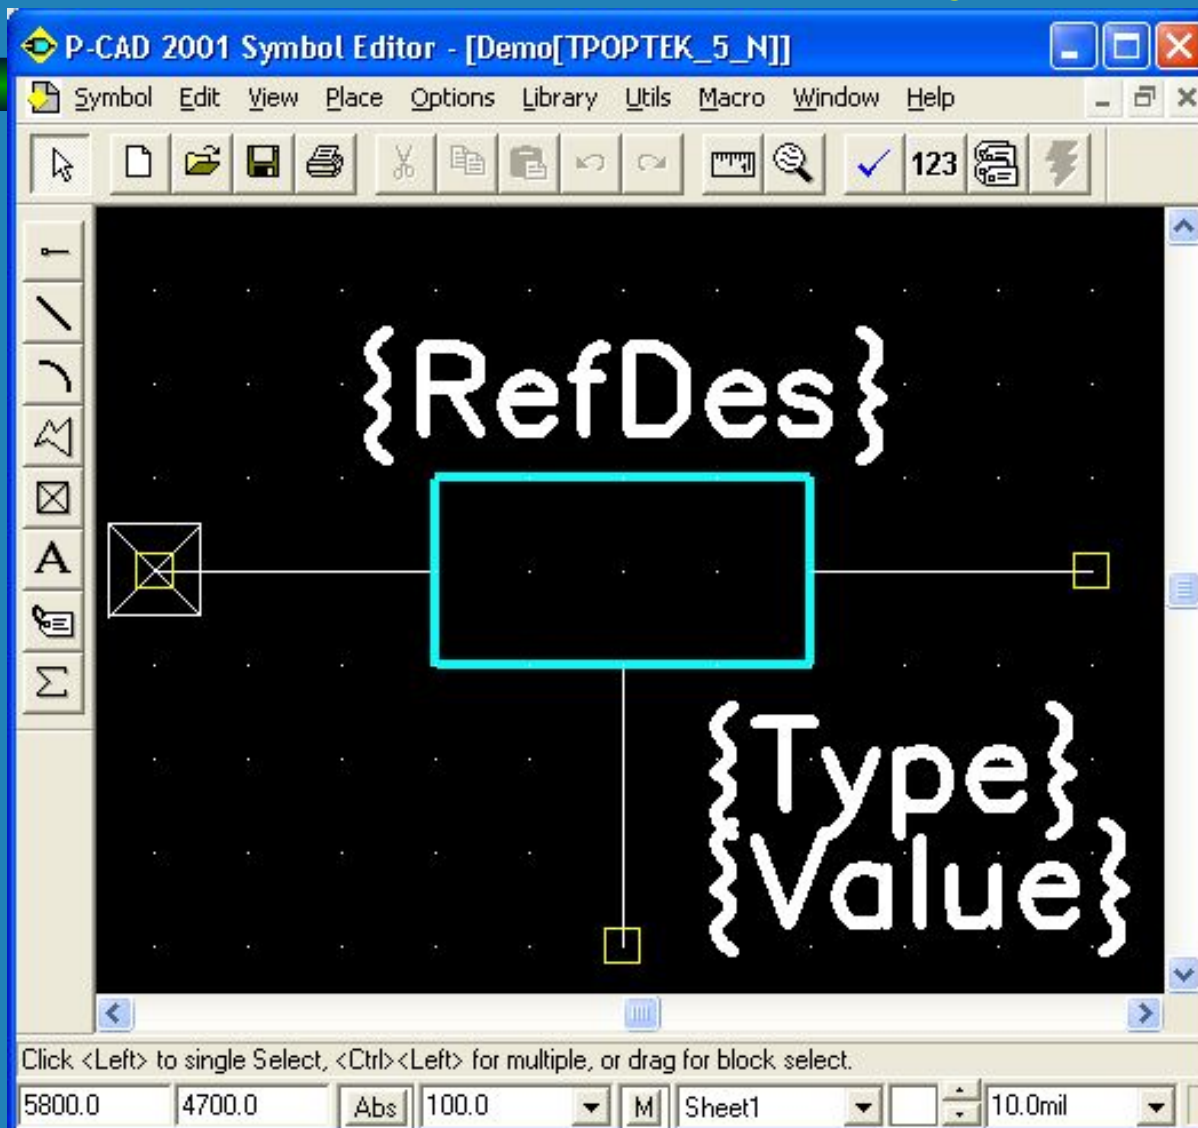 P-CAD 2001 Symbol Editor - [Demo[TPOPTEK_5_N]]
Symbol Edit View Place Options Library Utils Macro Window Help
123
A
{RefDes}
{Type}
{Value}
Click <Left> to single Select, <Ctrl><Left> for multiple, or drag for block select.
5800.0 4700.0 Abs 100.0 M Sheet1 10.0mil